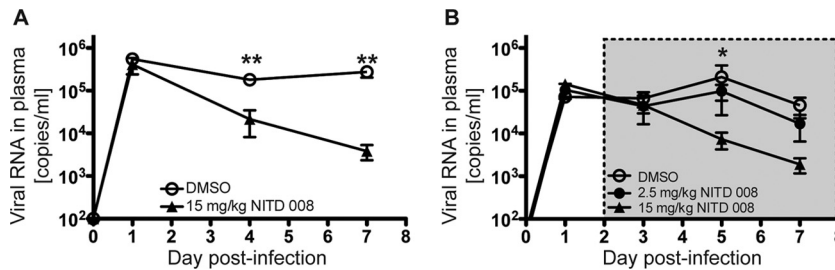 A
Viral RNA in plasma
[copies/ml]
10⁶
10⁵
10⁴
10³
10²
** **
DMSO
15 mg/kg NITD 008
0 1 2 3 4 5 6 7 8
Day post-infection
B
Viral RNA in plasma
[copies/ml]
10⁶
10⁵
10⁴
10³
10²
*
DMSO
2.5 mg/kg NITD 008
15 mg/kg NITD 008
0 1 2 3 4 5 6 7 8
Day post-infection